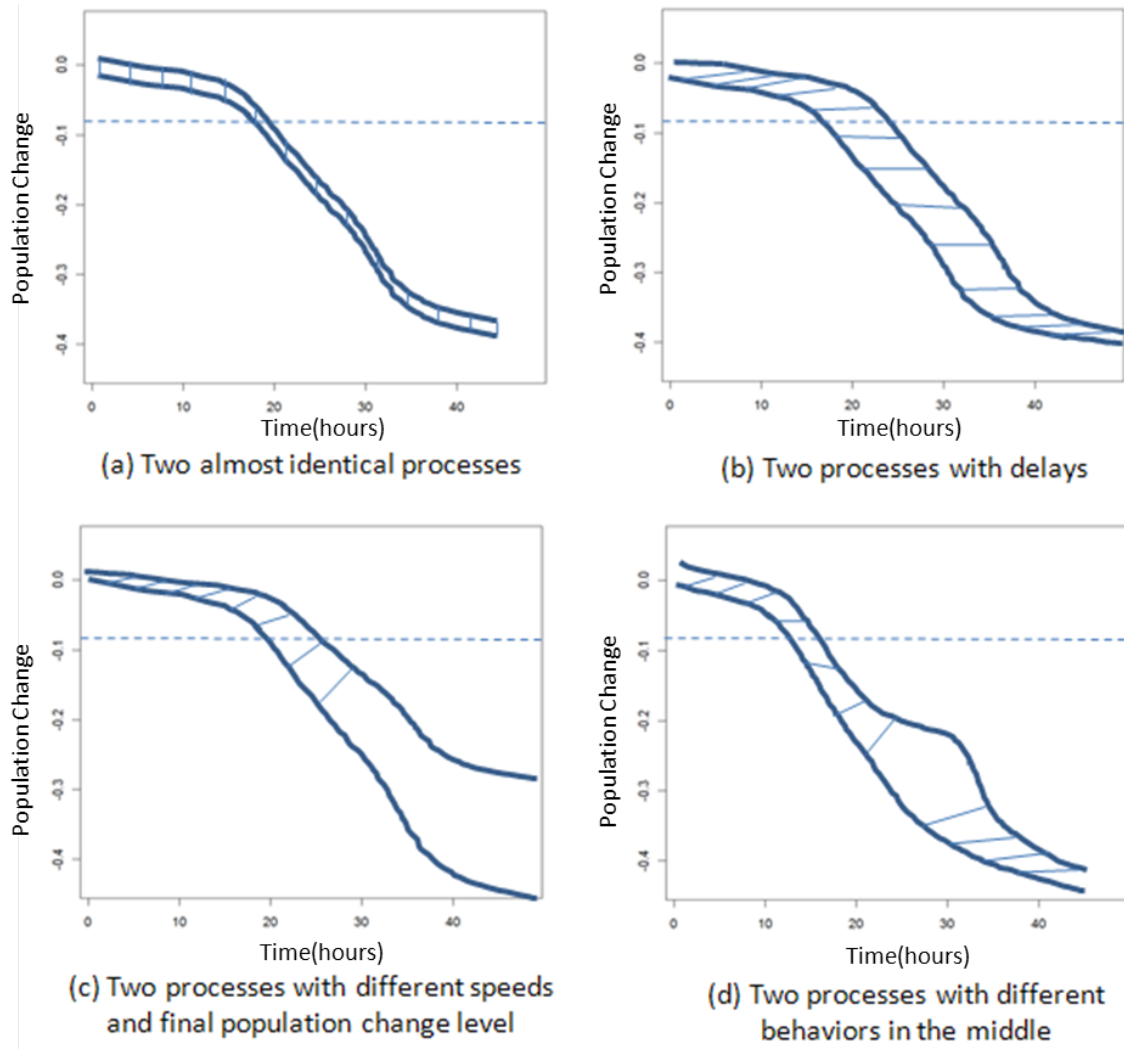 Population Change
0.0
-0.1
-0.2
-0.3
-0.4
0 10 20 30 40
Time(hours)
(a) Two almost identical processes
Population Change
0.0
-0.1
-0.2
-0.3
-0.4
0 10 20 30 40
Time(hours)
(b) Two processes with delays
Population Change
0.0
-0.1
-0.2
-0.3
-0.4
0 10 20 30 40
Time(hours)
(c) Two processes with different speeds
and final population change level
Population Change
0.0
-0.1
-0.2
-0.3
-0.4
0 10 20 30 40
Time(hours)
(d) Two processes with different
behaviors in the middle